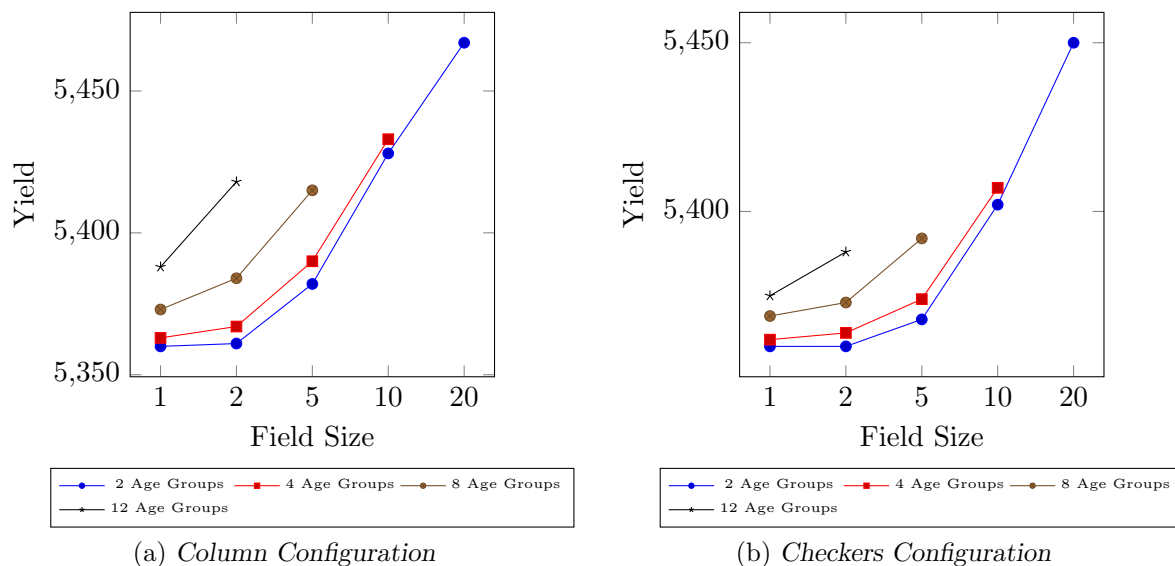 5,450
5,400
5,350
Yield
1 2 5 10 20
Field Size
2 Age Groups 4 Age Groups 8 Age Groups
12 Age Groups
(a) Column Configuration
5,450
5,400
Yield
1 2 5 10 20
Field Size
2 Age Groups 4 Age Groups 8 Age Groups
12 Age Groups
(b) Checkers Configuration